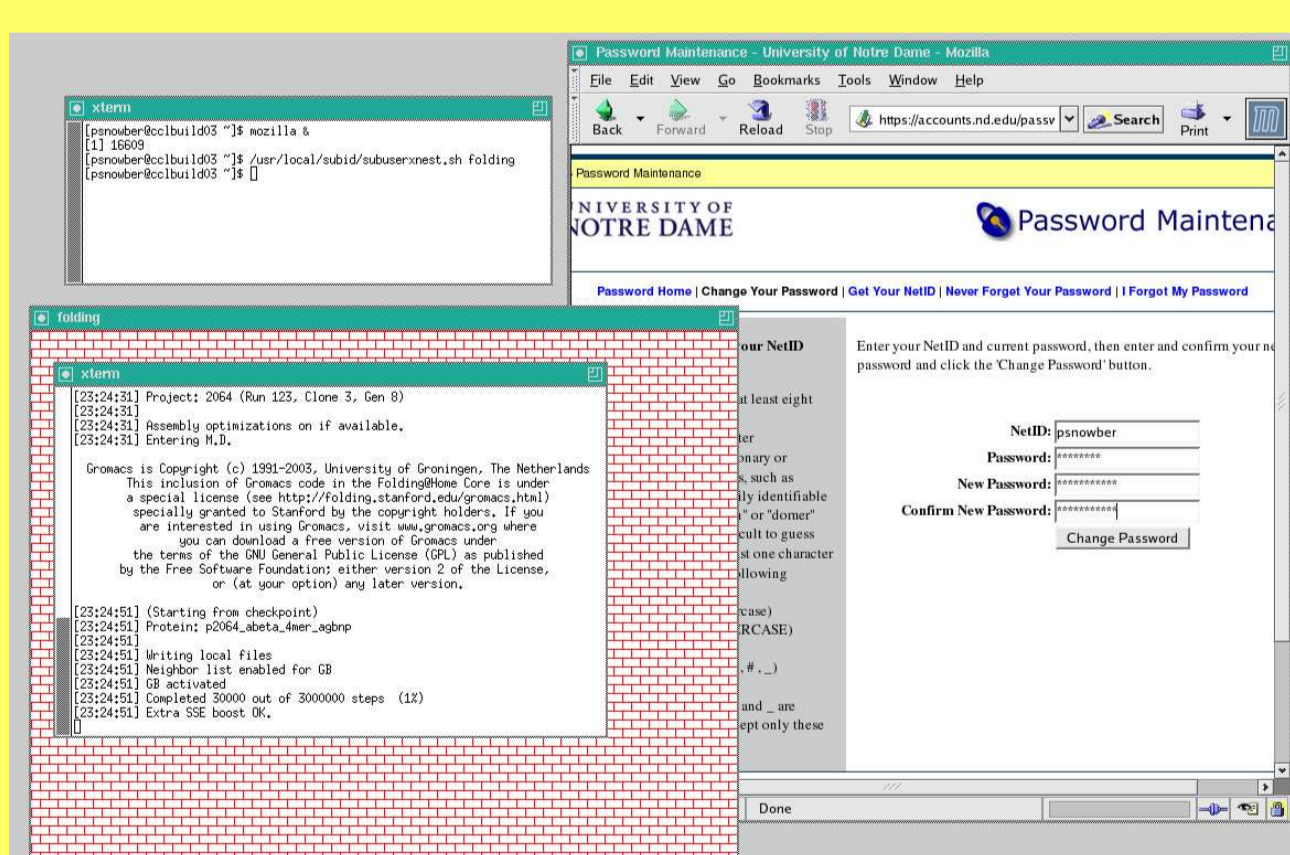 xterm
[psnowber@cclbuild03 ~]$ mozilla &
[1] 16609
[psnowber@cclbuild03 ~]$ /usr/local/subid/subuserxnest.sh folding
[psnowber@cclbuild03 ~]$
Password Maintenance - University of Notre Dame - Mozilla
File Edit View Go Bookmarks Tools Window Help
Back Forward Reload Stop https://accounts.nd.edu/passv Search Print
Password Maintenance
NIVERSITY OF
NOTRE DAME
Password Maintena
Password Home | Change Your Password | Get Your NetID | Never Forget Your Password | I Forgot My Password
our NetID
at least eight
ter
onary or
s, such as
ily identifiable
" or "domer"
cult to guess
st one character
llowing
rcase)
RCASE)
, # , _)
and _ are
ept only these
Enter your NetID and current password, then enter and confirm your ne
password and click the 'Change Password' button.
NetID: psnowber
Password: ********
New Password: ***********
Confirm New Password: ***********
Change Password
Done
folding
xterm
[23:24:31] Project: 2064 (Run 123, Clone 3, Gen 8)
[23:24:31]
[23:24:31] Assembly optimizations on if available.
[23:24:31] Entering M.D.
Gromacs is Copyright (c) 1991-2003, University of Groningen, The Netherlands
This inclusion of Gromacs code in the Folding@Home Core is under
a special license (see http://folding.stanford.edu/gromacs.html)
specially granted to Stanford by the copyright holders. If you
are interested in using Gromacs, visit www.gromacs.org where
you can download a free version of Gromacs under
the terms of the GNU General Public License (GPL) as published
by the Free Software Foundation; either version 2 of the License,
or (at your option) any later version.
[23:24:51] (Starting from checkpoint)
[23:24:51] Protein: p2064_abeta_4mer_agbnp
[23:24:51]
[23:24:51] Writing local files
[23:24:51] Neighbor list enabled for GB
[23:24:51] GB activated
[23:24:51] Completed 30000 out of 3000000 steps (1%)
[23:24:51] Extra SSE boost OK.